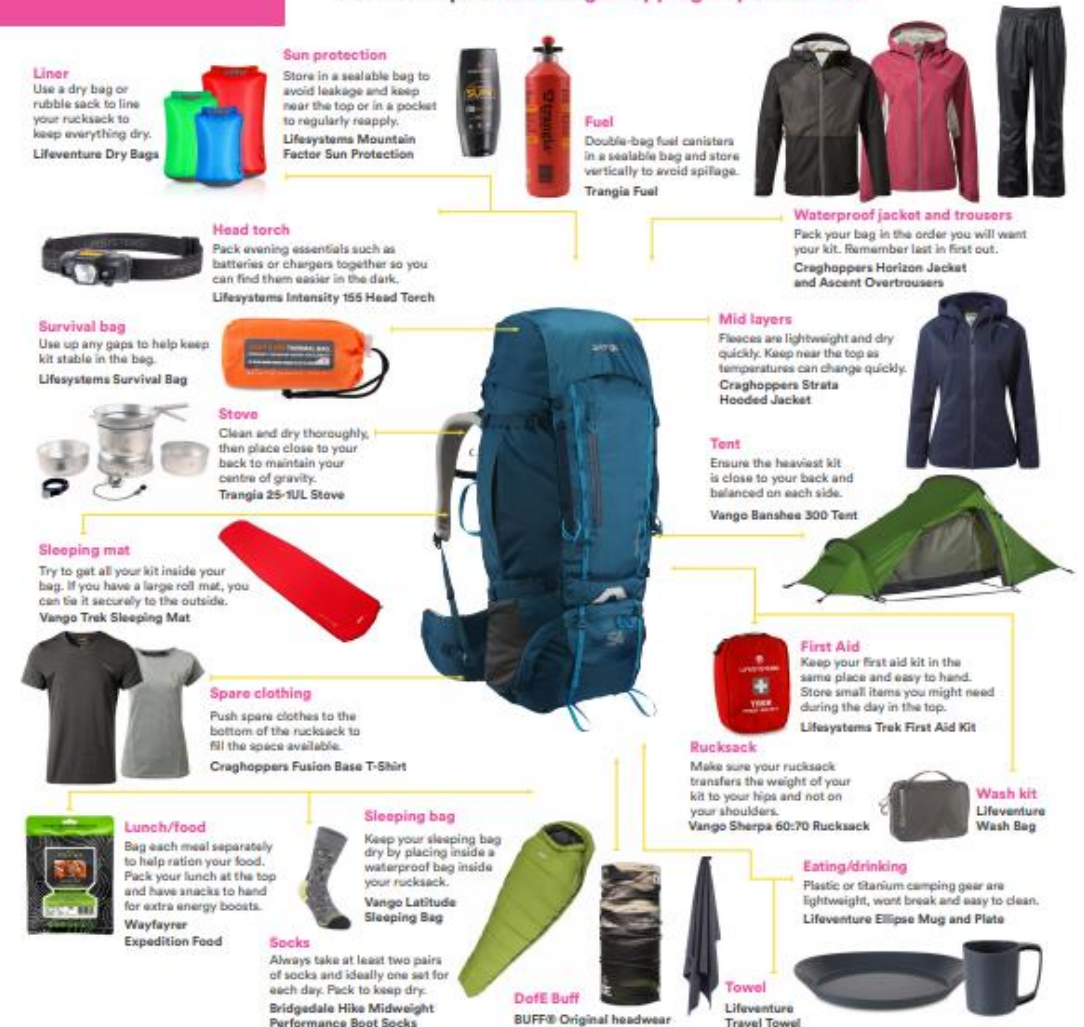 Liner
Use a dry bag or
rubble sack to line
your rucksack to
keep everything dry.
Lifeventure Dry Bags
Sun protection
Store in a sealable bag to
avoid leakage and keep
near the top or in a pocket
to regularly reapply.
Lifesystems Mountain
Factor Sun Protection
Fuel
Double-bag fuel canisters
in a sealable bag and store
vertically to avoid spillage.
Trangia Fuel
Waterproof jacket and trousers
Pack your bag in the order you will want
your kit. Remember last in first out.
Craghoppers Horizon Jacket
and Ascent Overtrousers
Head torch
Pack evening essentials such as
batteries or chargers together so you
can find them easier in the dark.
Lifesystems Intensity 155 Head Torch
Survival bag
Use up any gaps to help keep
kit stable in the bag.
Lifesystems Survival Bag
Mid layers
Fleeces are lightweight and dry
quickly. Keep near the top as
temperatures can change quickly.
Craghoppers Strata
Hooded Jacket
Stove
Clean and dry thoroughly,
then place close to your
back to maintain your
centre of gravity.
Trangia 25-1UL Stove
Tent
Ensure the heaviest kit
is close to your back and
balanced on each side.
Vango Banshee 300 Tent
Sleeping mat
Try to get all your kit inside your
bag. If you have a large roll mat, you
can tie it securely to the outside.
Vango Trek Sleeping Mat
First Aid
Keep your first aid kit in the
same place and easy to hand.
Store small items you might need
during the day in the top.
Lifesystems Trek First Aid Kit
Spare clothing
Push spare clothes to the
bottom of the rucksack to
fill the space available.
Craghoppers Fusion Base T-Shirt
Rucksack
Make sure your rucksack
transfers the weight of your
kit to your hips and not on
your shoulders.
Vango Sherpa 60:70 Rucksack
Wash kit
Lifeventure
Wash Bag
Lunch/food
Bag each meal separately
to help ration your food.
Pack your lunch at the top
and have snacks to hand
for extra energy boosts.
Wayfayrer
Expedition Food
Sleeping bag
Keep your sleeping bag
dry by placing inside a
waterproof bag inside
your rucksack.
Vango Latitude
Sleeping Bag
Eating/drinking
Plastic or titanium camping gear are
lightweight, wont break and easy to clean.
Lifeventure Ellipse Mug and Plate
Socks
Always take at least two pairs
of socks and ideally one set for
each day. Pack to keep dry.
Bridgedale Hike Midweight
Performance Boot Socks
DofE Buff
BUFF® Original headwear
Towel
Lifeventure
Travel Towel
Trangia
TREK